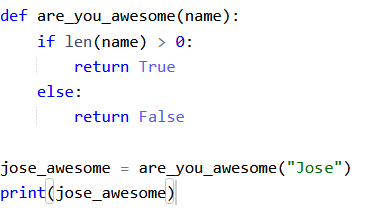 def are_you_awesome(name):
    if len(name) > 0:
        return True
    else:
        return False

jose_awesome = are_you_awesome("Jose")
print(jose_awesome)